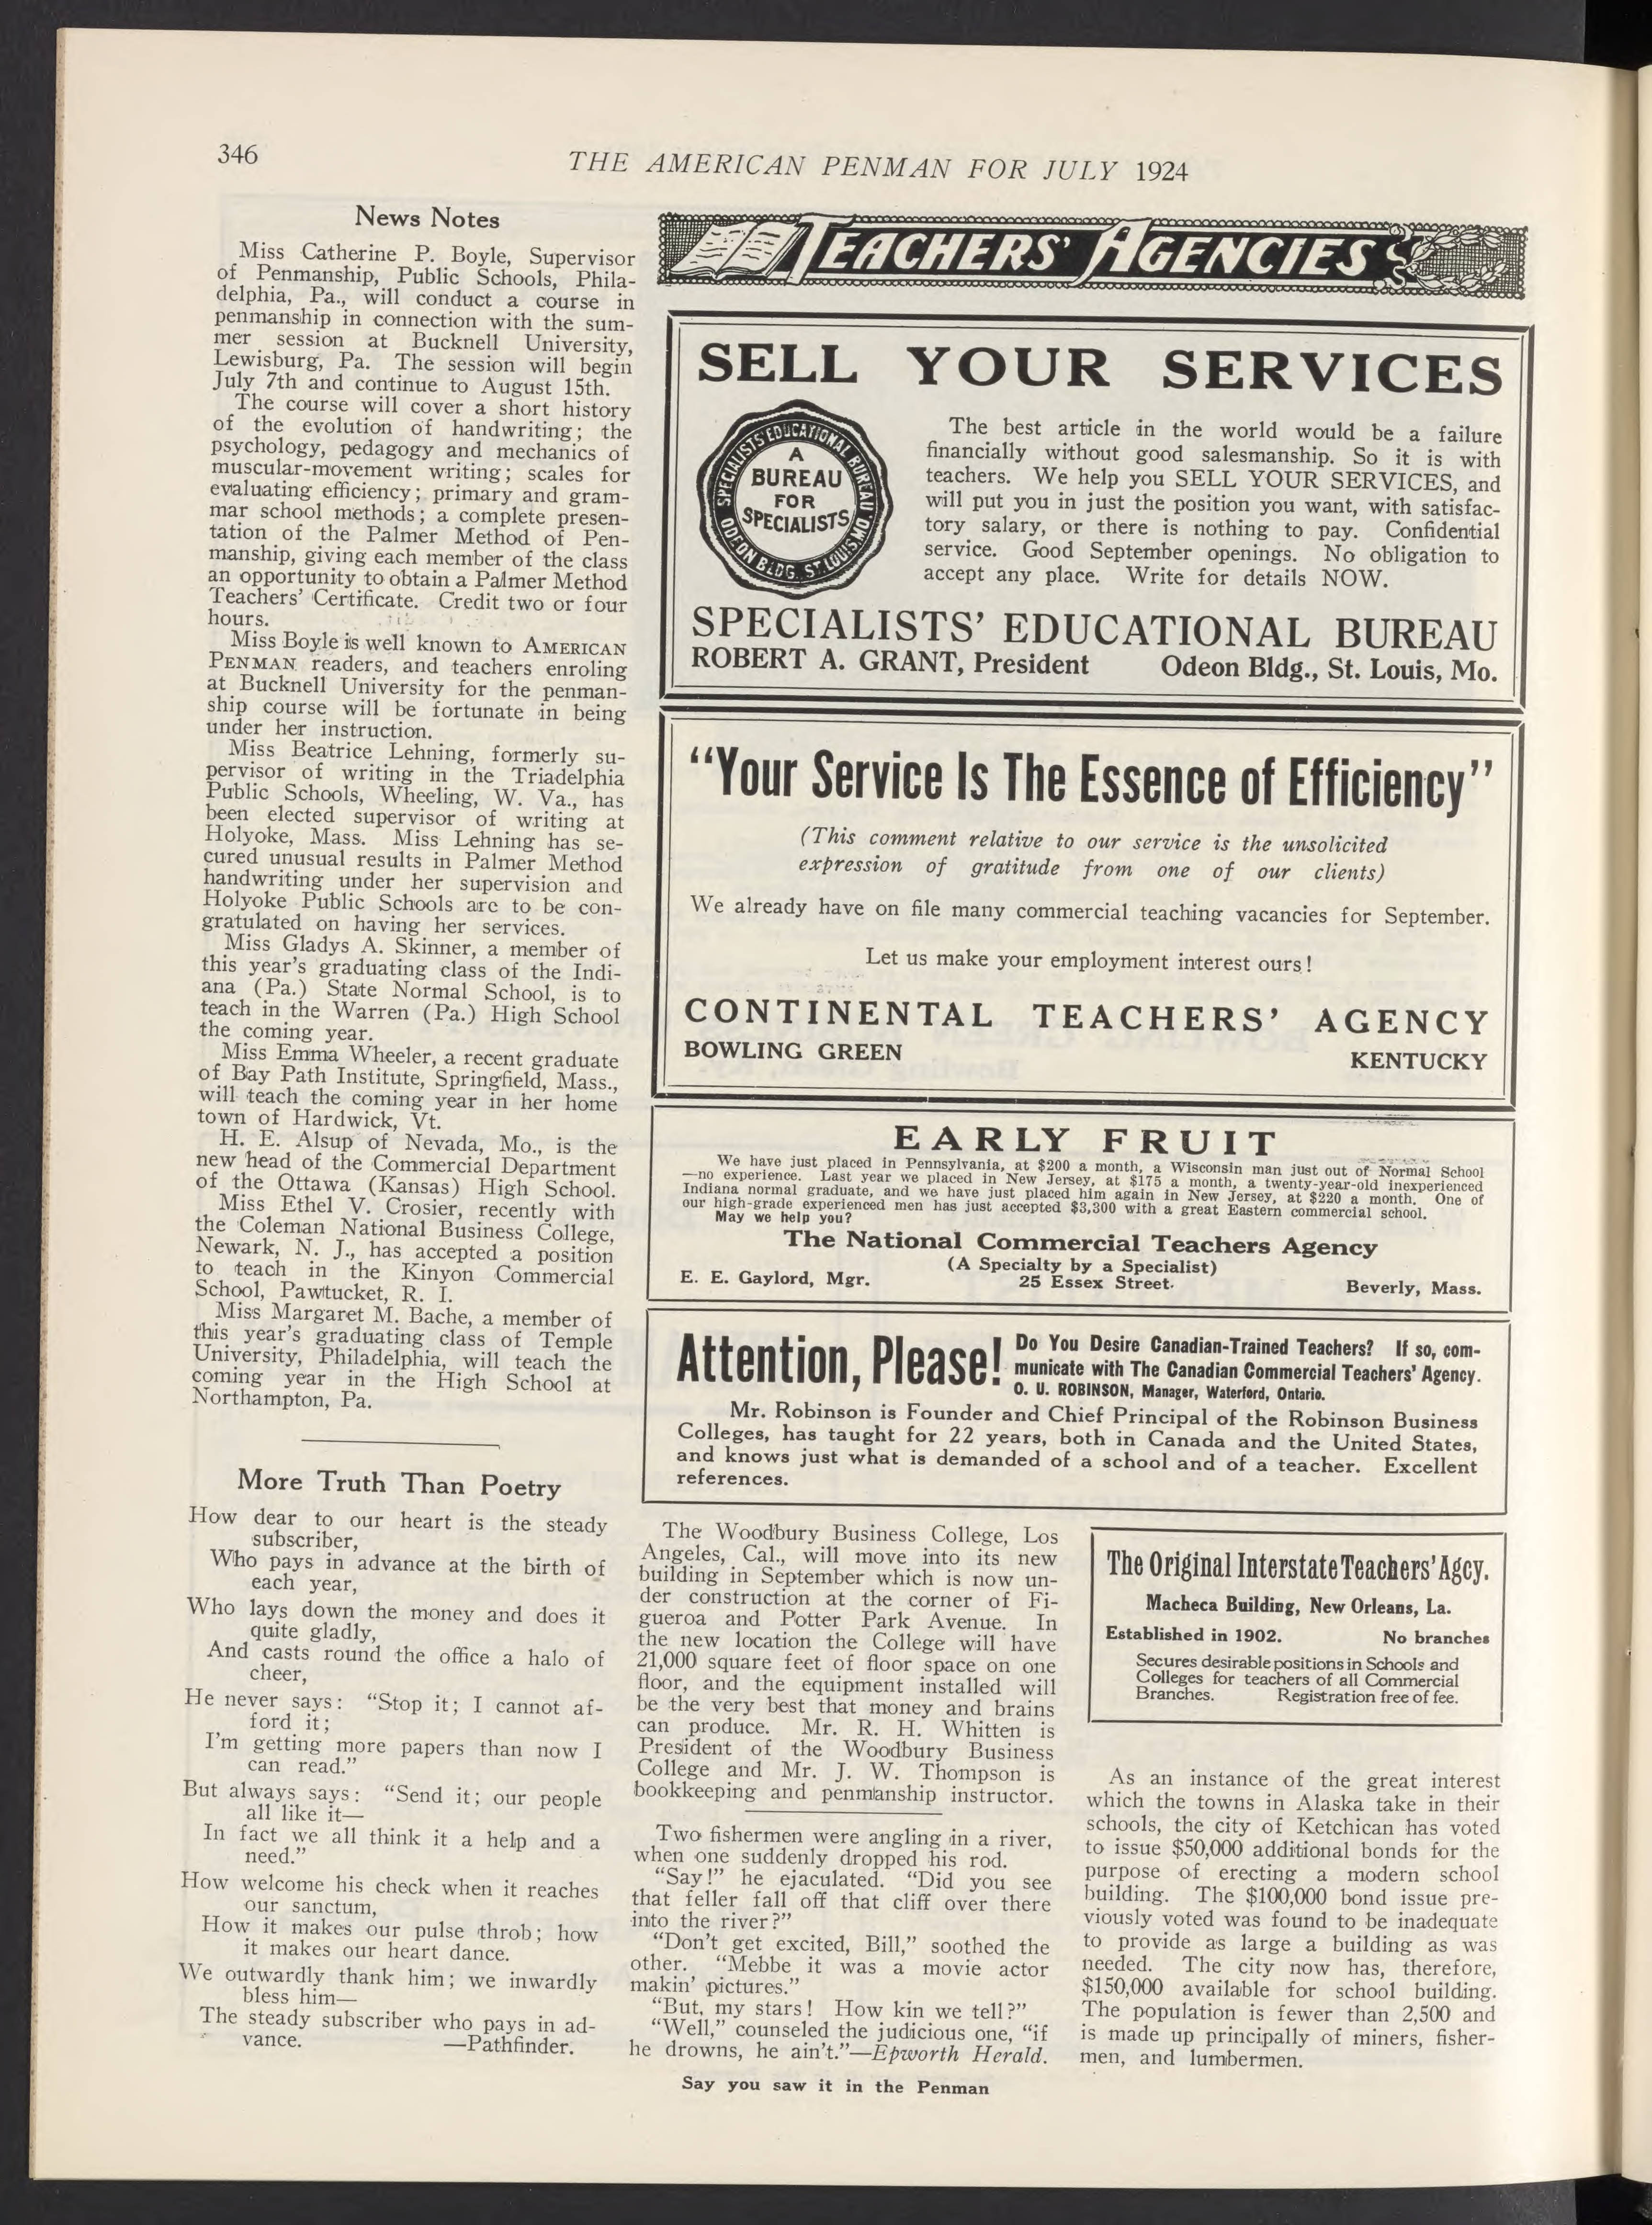 346
THE AMERICAN PENMAN FOR JULY 1924
News Notes
Miss Catherine P. Boyle, Supervisor
of Penmanship, Public Schools, Phila-
delphia, Pa., will conduct a course in
penmanship in connection with the sum-
mer session at Bucknell University,
Lewisburg, Pa. The session will begin
July 7th and continue to August 15th.
The course will cover a short history
of the evolution of handwriting; the
psychology, pedagogy and mechanics of
muscular-movement writing; scales for
evaluating efficiency; primary and gram-
mar school methods; a complete presen-
tation of the Palmer Method of Pen-
manship, giving each member of the class
an opportunity to obtain a Palmer Method
Teachers' Certificate. Credit two or four
hours.
Miss Boyle is well known to AMERICAN
PENMAN readers, and teachers enroling
at Bucknell University for the penman-
ship course will be fortunate in being
under her instruction.
Miss Beatrice Lehning, formerly su-
pervisor of writing in the Triadelphia
Public Schools, Wheeling, W. Va., has
been elected supervisor of writing at
Holyoke, Mass. Miss Lehning has se-
cured unusual results in Palmer Method
handwriting under her supervision and
Holyoke Public Schools are to be con-
gratulated on having her services.
Miss Gladys A. Skinner, a member of
this year's graduating class of the Indi-
ana (Pa.) State Normal School, is to
teach in the Warren (Pa.) High School
the coming year.
Miss Emma Wheeler, a recent graduate
of Bay Path Institute, Springfield, Mass.,
will teach the coming year in her home
town of Hardwick, Vt.
H. E. Alsup of Nevada, Mo., is the
new head of the Commercial Department
of the Ottawa (Kansas) High School.
Miss Ethel V. Crosier, recently with
the Coleman National Business College,
Newark, N. J., has accepted a position
to teach in the Kinyon Commercial
School, Pawtucket, R. I.
Miss Margaret M. Bache, a member of
this year's graduating class of Temple
University, Philadelphia, will teach the
coming year in the High School at
Northampton, Pa.
More Truth Than Poetry
How dear to our heart is the steady
subscriber,
Who pays in advance at the birth of
each year,
Who lays down the money and does it
quite gladly,
And casts round the office a halo of
cheer,
He never says: "Stop it; I cannot af-
ford it;
I'm getting more papers than now I
can read."
But always says: "Send it; our people
all like it—
In fact we all think it a help and a
need."
How welcome his check when it reaches
our sanctum,
How it makes our pulse throb; how
it makes our heart dance.
We outwardly thank him; we inwardly
bless him—
The steady subscriber who pays in ad-
vance. —Pathfinder.
TEACHERS' AGENCIES
SELL YOUR SERVICES
SPECIALISTS EDUCATIONAL BUREAU
ODEON BLDG. ST. LOUIS, MO.
A
BUREAU
FOR
SPECIALISTS
The best article in the world would be a failure
financially without good salesmanship. So it is with
teachers. We help you SELL YOUR SERVICES, and
will put you in just the position you want, with satisfac-
tory salary, or there is nothing to pay. Confidential
service. Good September openings. No obligation to
accept any place. Write for details NOW.
SPECIALISTS' EDUCATIONAL BUREAU
ROBERT A. GRANT, President Odeon Bldg., St. Louis, Mo.
"Your Service Is The Essence of Efficiency"
(This comment relative to our service is the unsolicited
expression of gratitude from one of our clients)
We already have on file many commercial teaching vacancies for September.
Let us make your employment interest ours!
CONTINENTAL TEACHERS' AGENCY
BOWLING GREEN KENTUCKY
EARLY FRUIT
We have just placed in Pennsylvania, at $200 a month, a Wisconsin man just out of Normal School
—no experience. Last year we placed in New Jersey, at $175 a month, a twenty-year-old inexperienced
Indiana normal graduate, and we have just placed him again in New Jersey, at $220 a month. One of
our high-grade experienced men has just accepted $3,300 with a great Eastern commercial school.
May we help you?
The National Commercial Teachers Agency
(A Specialty by a Specialist)
E. E. Gaylord, Mgr. 25 Essex Street. Beverly, Mass.
Attention, Please!
Do You Desire Canadian-Trained Teachers? If so, com-
municate with The Canadian Commercial Teachers' Agency.
O. U. ROBINSON, Manager, Waterford, Ontario.
Mr. Robinson is Founder and Chief Principal of the Robinson Business
Colleges, has taught for 22 years, both in Canada and the United States,
and knows just what is demanded of a school and of a teacher. Excellent
references.
The Woodbury Business College, Los
Angeles, Cal., will move into its new
building in September which is now un-
der construction at the corner of Fi-
gueroa and Potter Park Avenue. In
the new location the College will have
21,000 square feet of floor space on one
floor, and the equipment installed will
be the very best that money and brains
can produce. Mr. R. H. Whitten is
President of the Woodbury Business
College and Mr. J. W. Thompson is
bookkeeping and penmanship instructor.
Two fishermen were angling in a river,
when one suddenly dropped his rod.
"Say!" he ejaculated. "Did you see
that feller fall off that cliff over there
into the river?"
"Don't get excited, Bill," soothed the
other. "Mebbe it was a movie actor
makin' pictures."
"But, my stars! How kin we tell?"
"Well," counseled the judicious one, "if
he drowns, he ain't."—Epworth Herald.
The Original Interstate Teachers' Agcy.
Macheca Building, New Orleans, La.
Established in 1902. No branches
Secures desirable positions in Schools and
Colleges for teachers of all Commercial
Branches. Registration free of fee.
As an instance of the great interest
which the towns in Alaska take in their
schools, the city of Ketchican has voted
to issue $50,000 additional bonds for the
purpose of erecting a modern school
building. The $100,000 bond issue pre-
viously voted was found to be inadequate
to provide as large a building as was
needed. The city now has, therefore,
$150,000 available for school building.
The population is fewer than 2,500 and
is made up principally of miners, fisher-
men, and lumbermen.
Say you saw it in the Penman